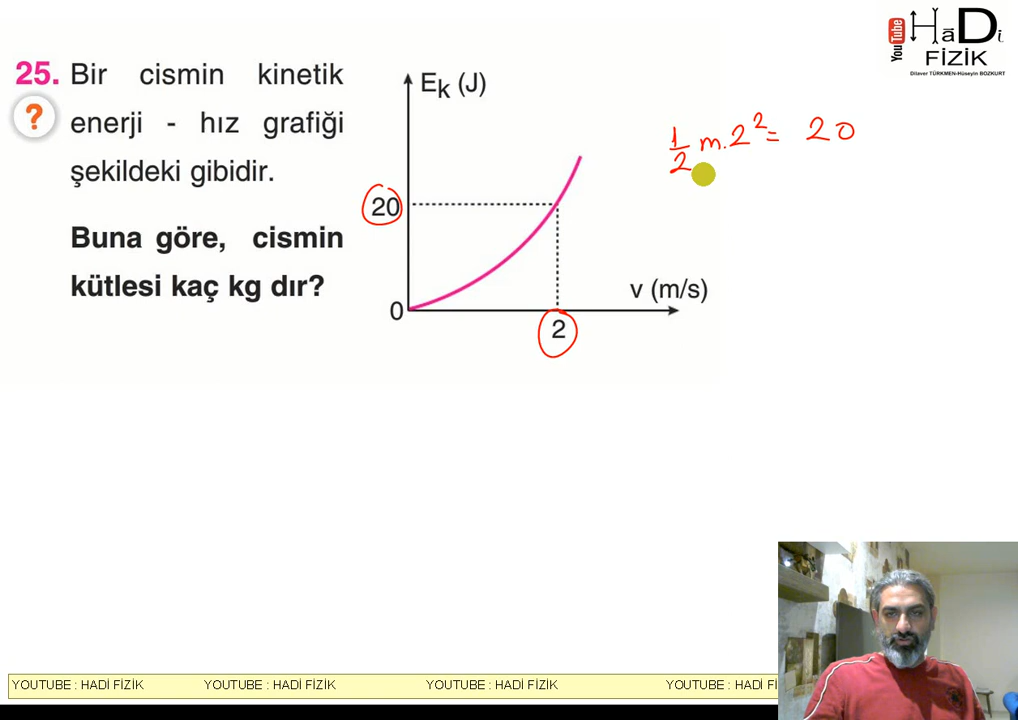 YouTube HaDi
FİZİK
Dilaver TÜRKMEN-Hüseyin BOZKURT
25. Bir cismin kinetik
? enerji - hız grafiği
şekildeki gibidir.
Buna göre, cismin
kütlesi kaç kg dır?
Ek (J)
20
0
2
v (m/s)
1/2 m.2² = 20
YOUTUBE : HADİ FİZİK YOUTUBE : HADİ FİZİK YOUTUBE : HADİ FİZİK YOUTUBE : HADİ Fİ